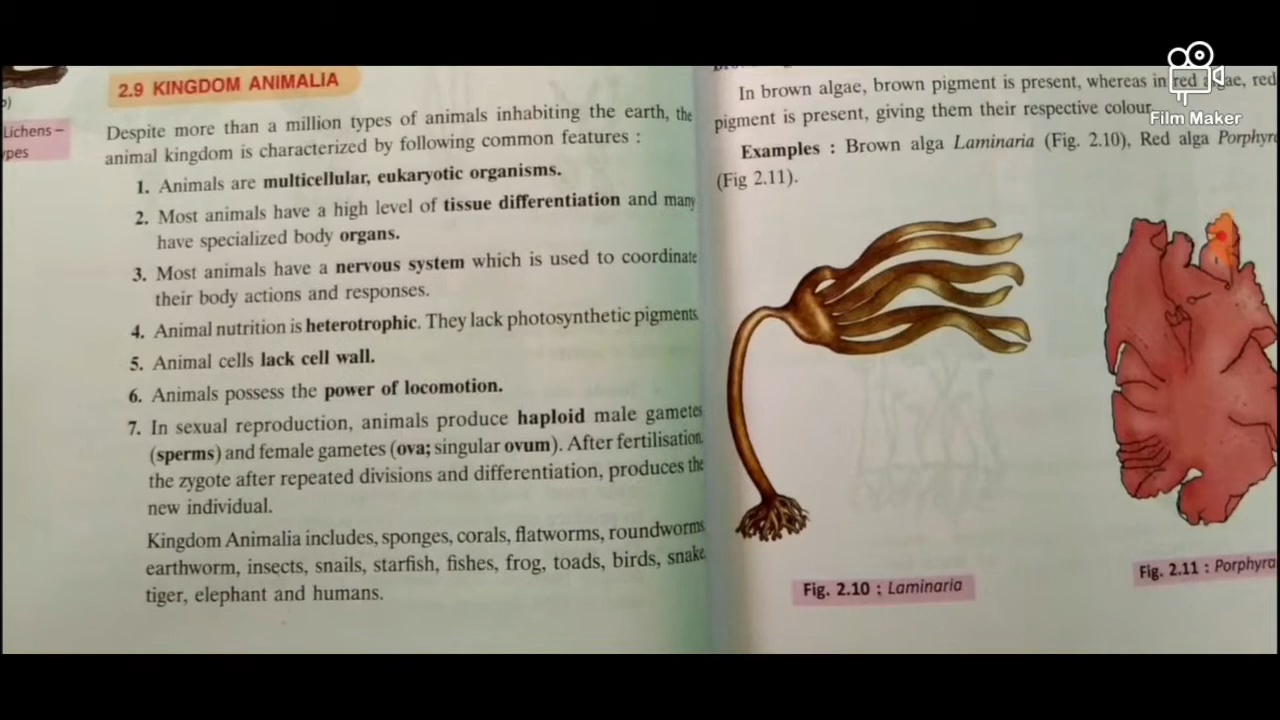 Lichens –
2.9 KINGDOM ANIMALIA
Despite more than a million types of animals inhabiting the earth, the
animal kingdom is characterized by following common features :
1. Animals are multicellular, eukaryotic organisms.
2. Most animals have a high level of tissue differentiation and many
have specialized body organs.
3. Most animals have a nervous system which is used to coordinate
their body actions and responses.
4. Animal nutrition is heterotrophic. They lack photosynthetic pigments
5. Animal cells lack cell wall.
6. Animals possess the power of locomotion.
7. In sexual reproduction, animals produce haploid male gametes
(sperms) and female gametes (ova; singular ovum). After fertilisation,
the zygote after repeated divisions and differentiation, produces the
new individual.
Kingdom Animalia includes, sponges, corals, flatworms, roundworms
earthworm, insects, snails, starfish, fishes, frog, toads, birds, snake
tiger, elephant and humans.
In brown algae, brown pigment is present, whereas in red algae, red
pigment is present, giving them their respective colour.
Examples : Brown alga Laminaria (Fig. 2.10), Red alga Porphyra
(Fig 2.11).
Fig. 2.10 : Laminaria
Fig. 2.11 : Porphyra
Film Maker